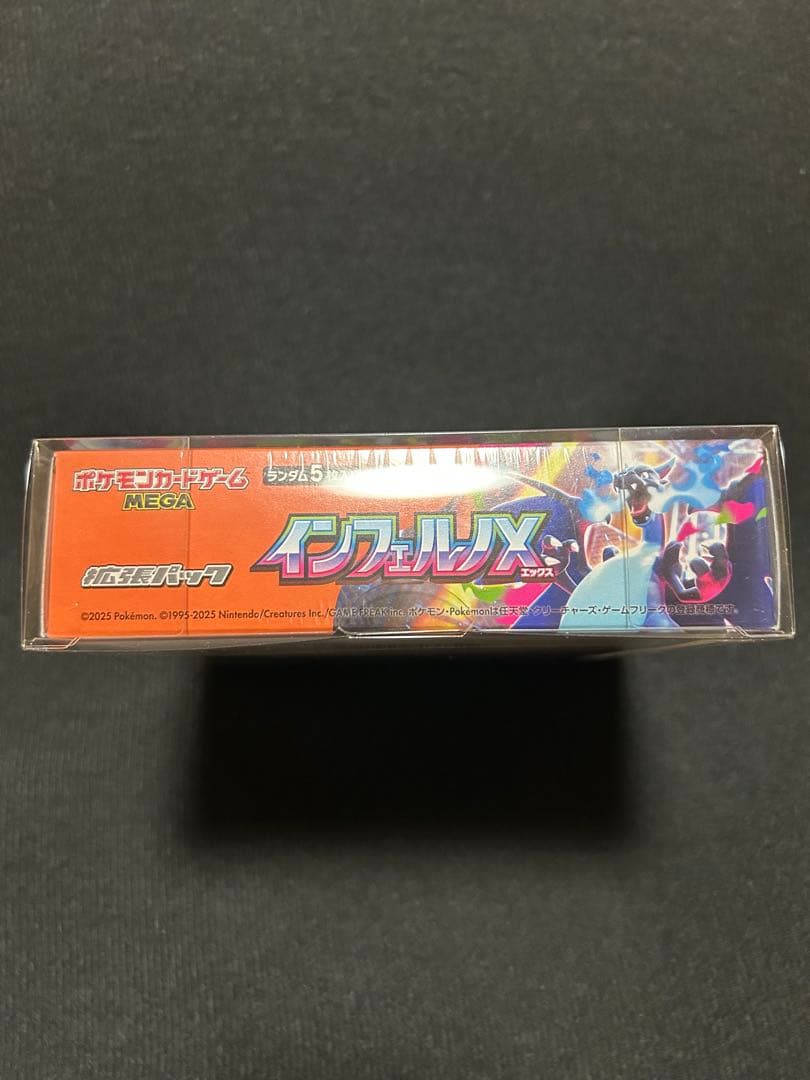 ポケモンカードゲーム
MEGA
ランダム5枚入
拡張パック
インフェルノX
エックス
©2025 Pokémon. ©1995-2025 Nintendo/Creatures Inc./GAME FREAK inc. ポケモン・Pokémonは任天堂・クリーチャーズ・ゲームフリークの登録商標です。